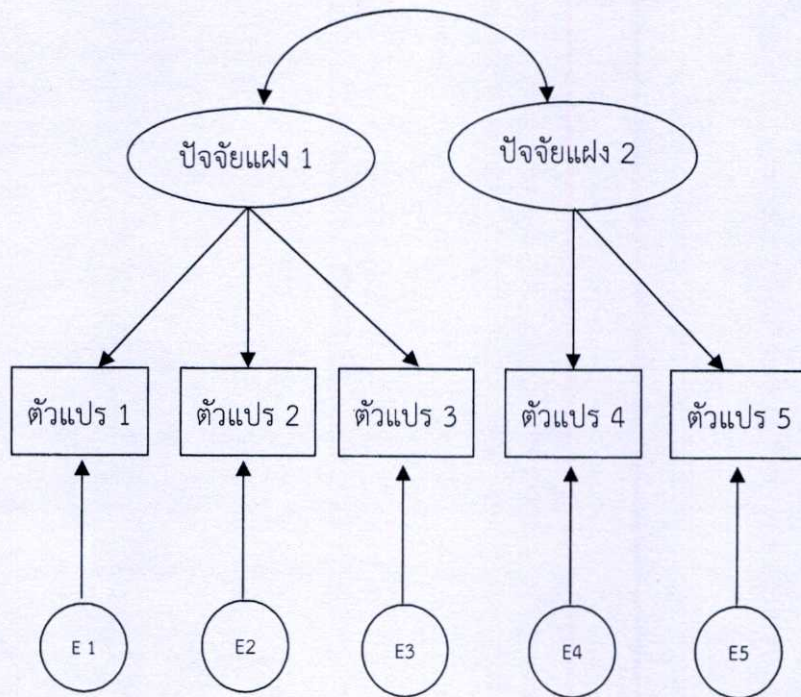 ปัจจัยแฝง 1
ปัจจัยแฝง 2
ตัวแปร 1
ตัวแปร 2
ตัวแปร 3
ตัวแปร 4
ตัวแปร 5
E 1
E2
E3
E4
E5